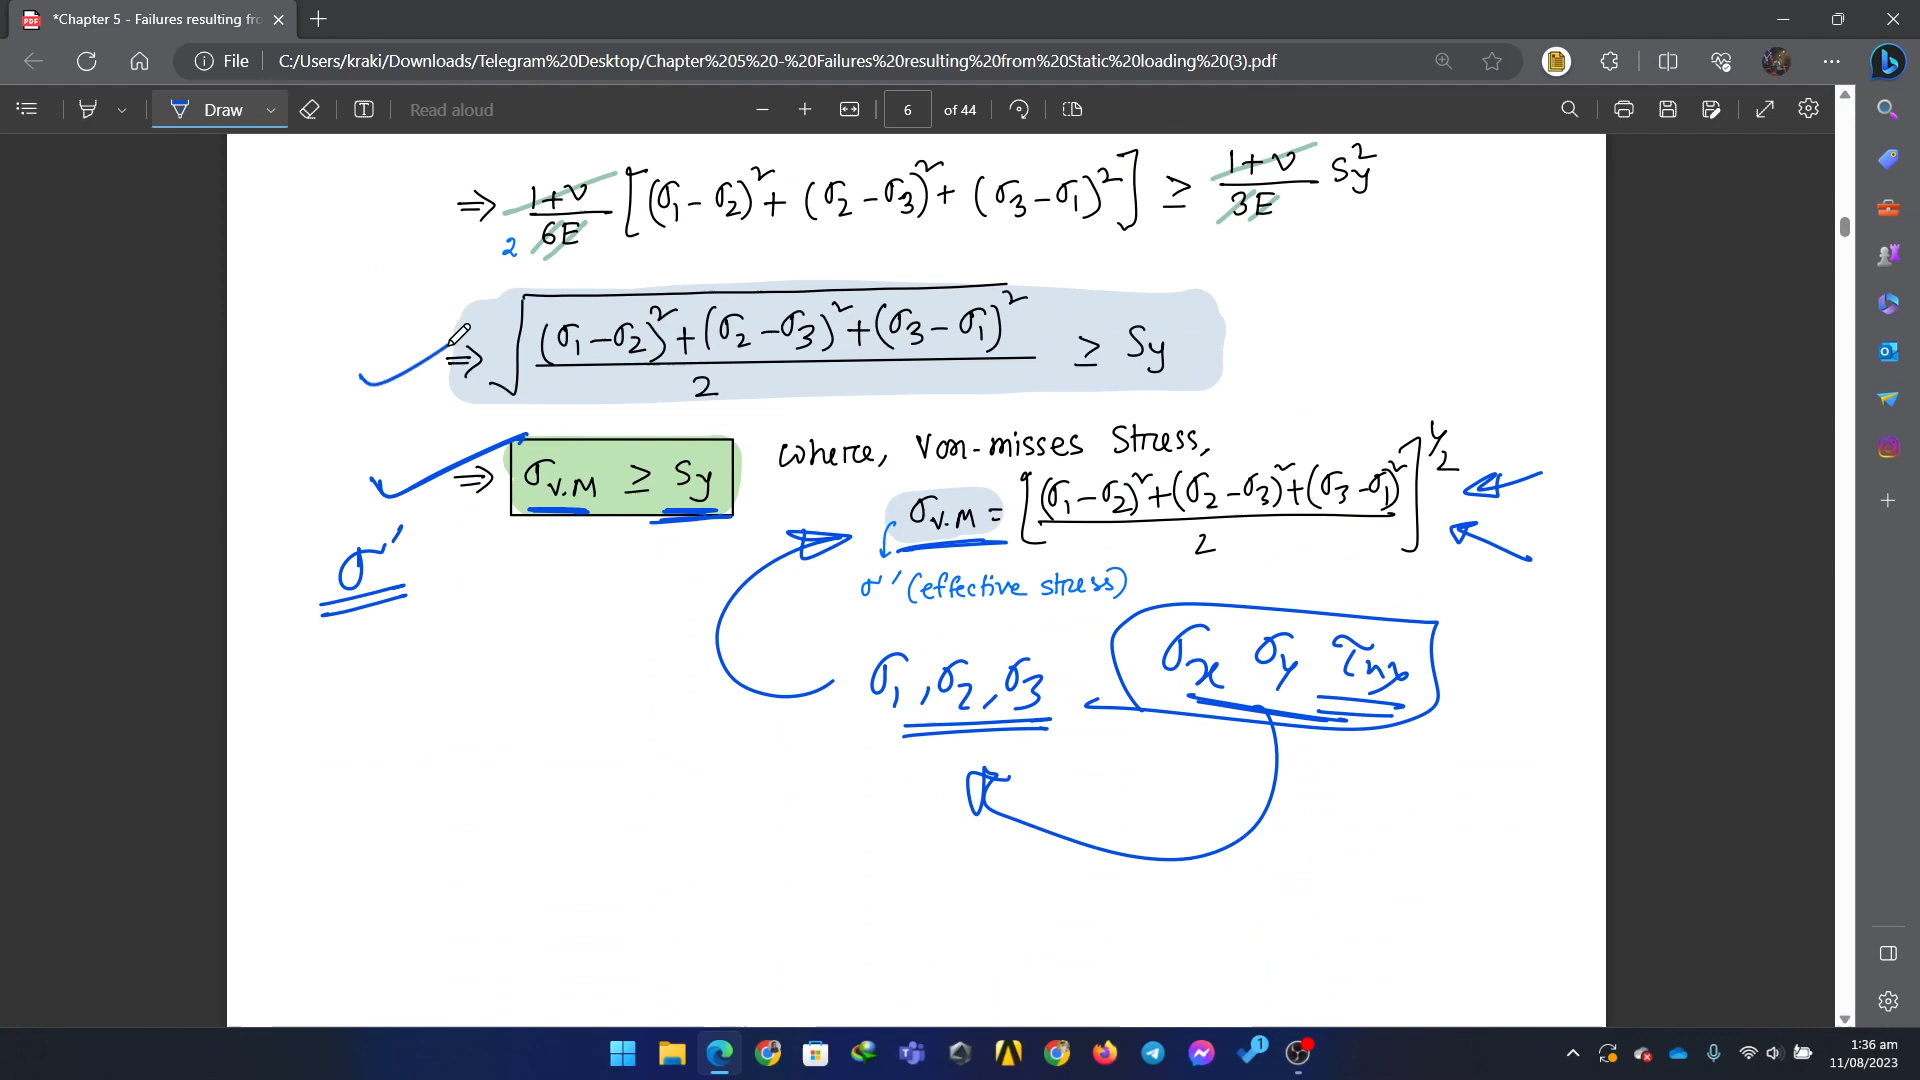 *Chapter 5 - Failures resulting fro
File C:/Users/kraki/Downloads/Telegram%20Desktop/Chapter%205%20-%20Failures%20resulting%20from%20Static%20loading%20(3).pdf
Draw Read aloud 6 of 44
⇒ 1+ν/6E [(σ₁ - σ₂)² + (σ₂ - σ₃)² + (σ₃ - σ₁)²] ≥ 1+ν/3E Sy²
2
⇒ √((σ₁ - σ₂)² + (σ₂ - σ₃)² + (σ₃ - σ₁)²)/2 ≥ Sy
⇒ σv.M ≥ Sy where, Von-misses Stress,
σv.M = [((σ₁ - σ₂)² + (σ₂ - σ₃)² + (σ₃ - σ₁)²)/2]^1/2
σ'
σ' (effective stress)
σ₁, σ₂, σ₃ σx σy τxy
1
1:36 am
11/08/2023